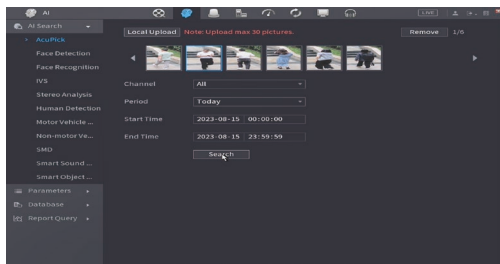 AI
LIVE
AI Search
Local Upload Note: Upload max 30 pictures.
Remove 1/6
AcuPick
Face Detection
Face Recognition
IVS
Stereo Analysis
Human Detection
Motor Vehicle ...
Non-motor Ve...
SMD
Smart Sound ...
Smart Object ...
Parameters
Database
Report Query
Channel All
Period Today
Start Time 2023-08-15 00:00:00
End Time 2023-08-15 23:59:59
Search